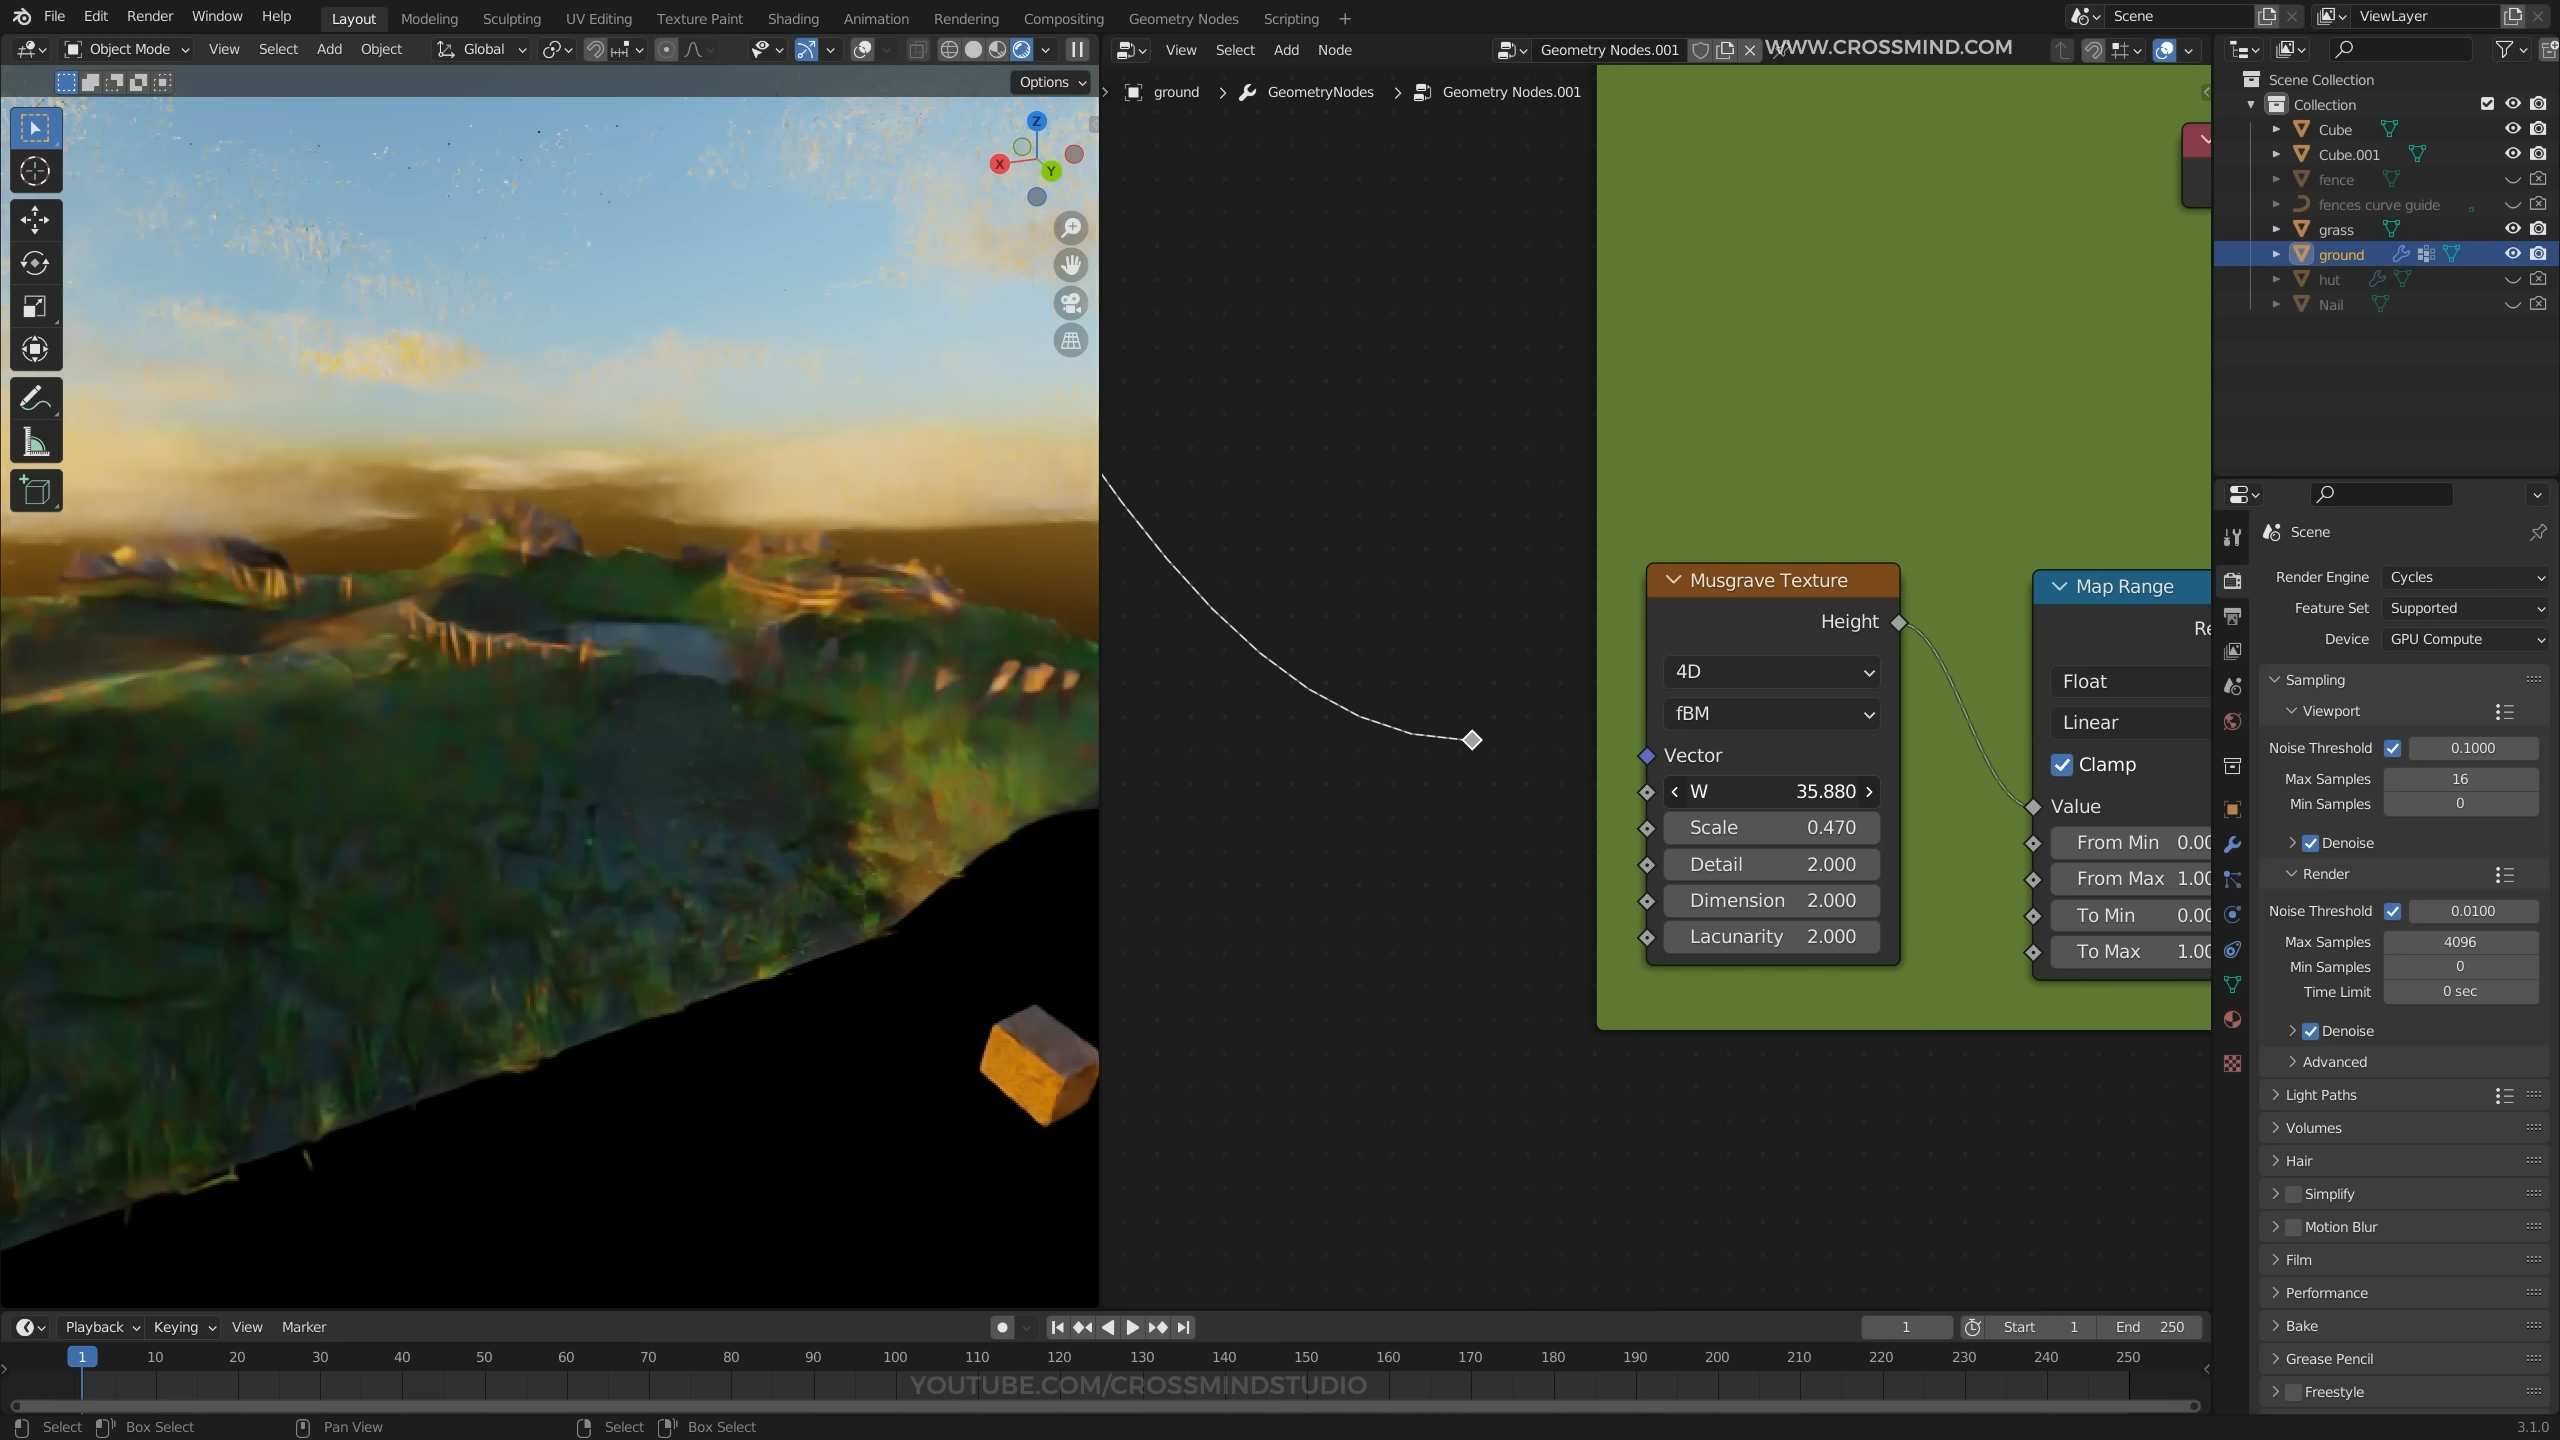 File Edit Render Window Help Layout Modeling Sculpting UV Editing Texture Paint Shading Animation Rendering Compositing Geometry Nodes Scripting + Scene ViewLayer
Object Mode View Select Add Object Global View Select Add Node Geometry Nodes.001 WWW.CROSSMIND.COM
Options
ground > GeometryNodes > Geometry Nodes.001
Z
X
Y
Musgrave Texture
Height
4D
fBM
Vector
W 35.880
Scale 0.470
Detail 2.000
Dimension 2.000
Lacunarity 2.000
Map Range
Float
Linear
Clamp
Value
From Min 0.00
From Max 1.00
To Min 0.00
To Max 1.00
Scene Collection
Collection
Cube
Cube.001
fence
fences curve guide
grass
ground
hut
Nail
Scene
Render Engine Cycles
Feature Set Supported
Device GPU Compute
Sampling
Viewport
Noise Threshold 0.1000
Max Samples 16
Min Samples 0
Denoise
Render
Noise Threshold 0.0100
Max Samples 4096
Min Samples 0
Time Limit 0 sec
Denoise
Advanced
Light Paths
Volumes
Hair
Simplify
Motion Blur
Film
Performance
Bake
Grease Pencil
Freestyle
Playback Keying View Marker 1 Start 1 End 250
1 10 20 30 40 50 60 70 80 90 100 110 120 130 140 150 160 170 180 190 200 210 220 230 240 250
YOUTUBE.COM/CROSSMINDSTUDIO
Select Box Select Pan View Select Box Select 3.1.0